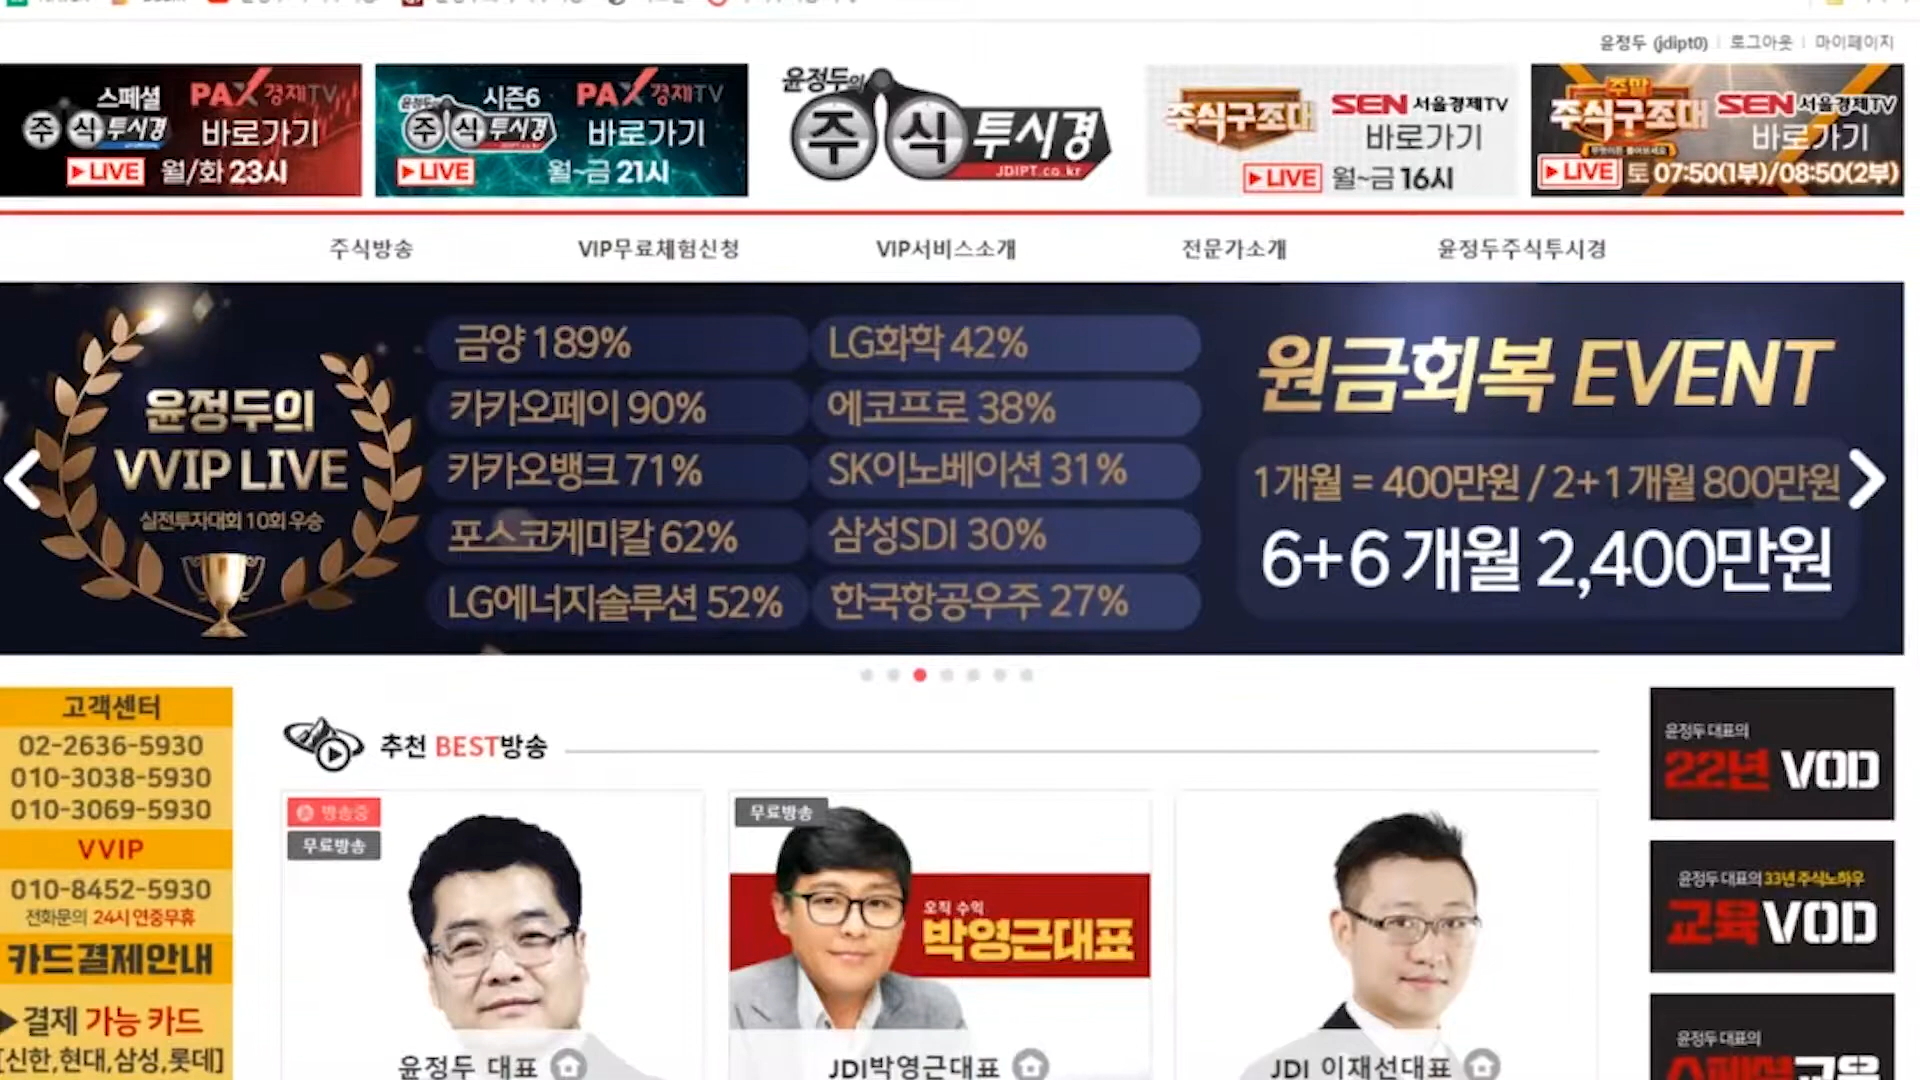 윤정두 (jdipt0) | 로그아웃 | 마이페이지
스페셜 PAX경제TV
주식투시경 바로가기
LIVE 월/화 23시
윤정두의 시즌6 PAX경제TV
주식투시경 바로가기
LIVE 월~금 21시
윤정두의
주식투시경
JDIPT.co.kr
주식구조대 SEN 서울경제TV
바로가기
LIVE 월~금 16시
주말
주식구조대 SEN 서울경제TV
바로가기
LIVE 토 07:50(1부)/08:50(2부)
주식방송 VIP무료체험신청 VIP서비스소개 전문가소개 윤정두주식투시경
윤정두의
VVIP LIVE
실전투자대회 10회 우승
금양 189% LG화학 42%
카카오페이 90% 에코프로 38%
카카오뱅크 71% SK이노베이션 31%
포스코케미칼 62% 삼성SDI 30%
LG에너지솔루션 52% 한국항공우주 27%
원금회복 EVENT
1개월 = 400만원 / 2+1개월 800만원
6+6 개월 2,400만원
고객센터
02-2636-5930
010-3038-5930
010-3069-5930
VVIP
010-8452-5930
전화문의 24시 연중무휴
카드결제안내
▶결제 가능 카드
[신한,현대,삼성,롯데]
추천 BEST방송
방송중
무료방송
윤정두 대표
무료방송
오직 수익
박영근대표
JDI박영근대표
JDI 이재선대표
윤정두 대표의
22년 VOD
윤정두 대표의 33년 주식노하우
교육 VOD
윤정두 대표의
스페셜교육